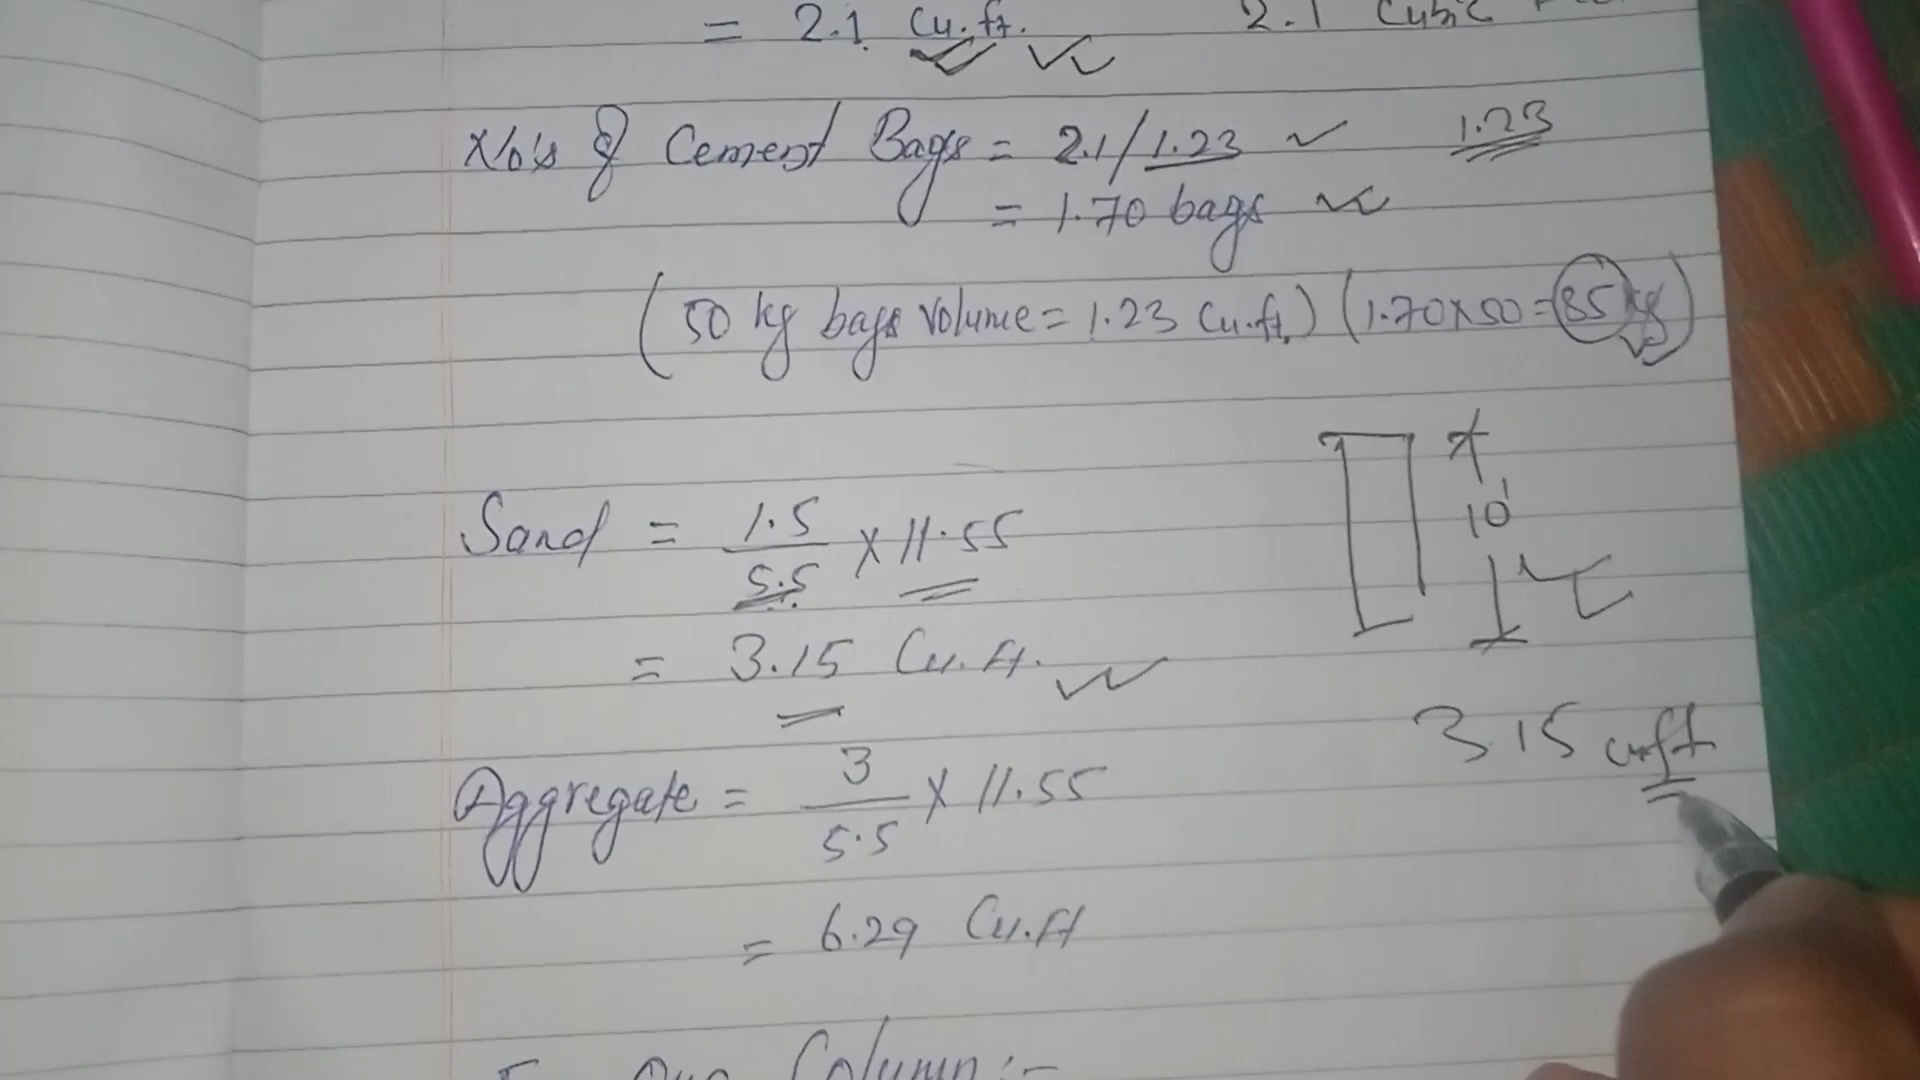 = 2.1 Cu.ft. 2.1 Cubic
No's of Cement Bags = 2.1/1.23 1.23
= 1.70 bags
(50 kg bags volume = 1.23 Cu.ft.) (1.70x50=85kg)
Sand = 1.5/5.5 x 11.55
10'
= 3.15 Cu.ft.
3 15 cuft
Aggregate = 3/5.5 x 11.55
= 6.29 Cu.ft
One Column:-